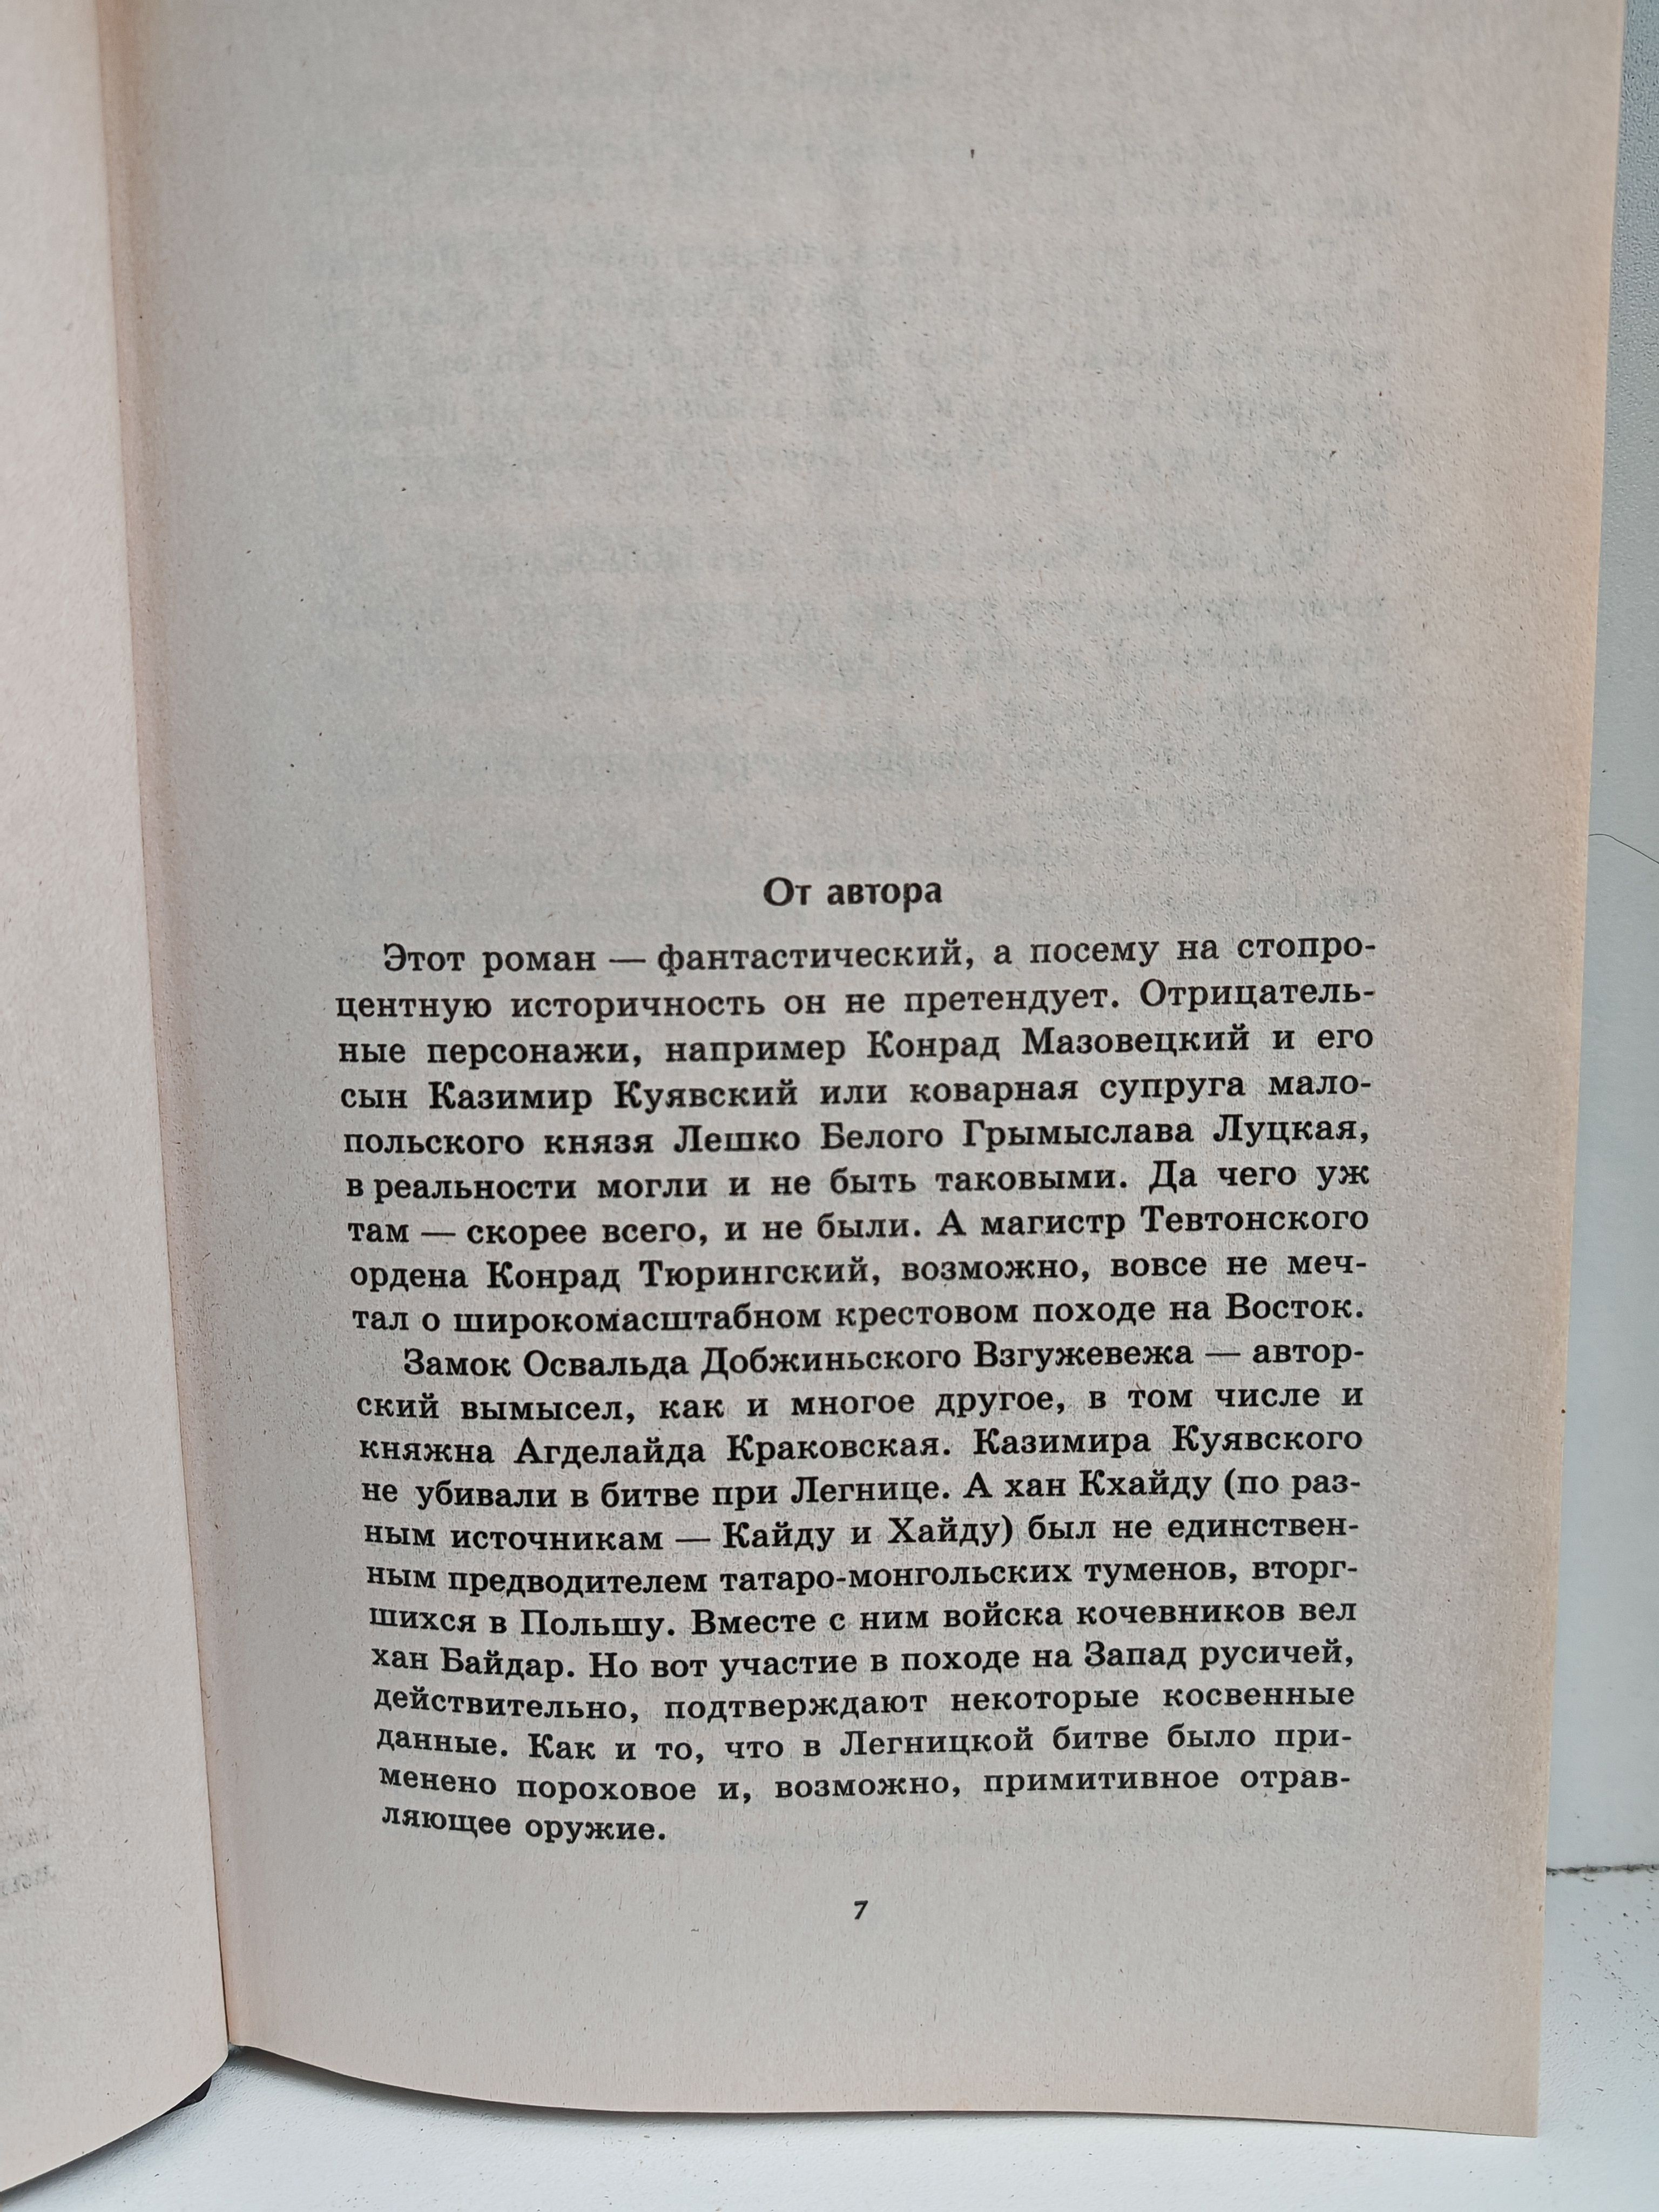 От автора
Этот роман — фантастический, а посему на стопро-
центную историчность он не претендует. Отрицатель-
ные персонажи, например Конрад Мазовецкий и его
сын Казимир Куявский или коварная супруга мало-
польского князя Лешко Белого Грымыслава Луцкая,
в реальности могли и не быть таковыми. Да чего уж
там — скорее всего, и не были. А магистр Тевтонского
ордена Конрад Тюрингский, возможно, вовсе не меч-
тал о широкомасштабном крестовом походе на Восток.
Замок Освальда Добжиньского Взгужевежа — автор-
ский вымысел, как и многое другое, в том числе и
княжна Агделайда Краковская. Казимира Куявского
не убивали в битве при Легнице. А хан Кхайду (по раз-
ным источникам — Кайду и Хайду) был не единствен-
ным предводителем татаро-монгольских туменов, вторг-
шихся в Польшу. Вместе с ним войска кочевников вел
хан Байдар. Но вот участие в походе на Запад русичей,
действительно, подтверждают некоторые косвенные
данные. Как и то, что в Легницкой битве было при-
менено пороховое и, возможно, примитивное отрав-
ляющее оружие.
7